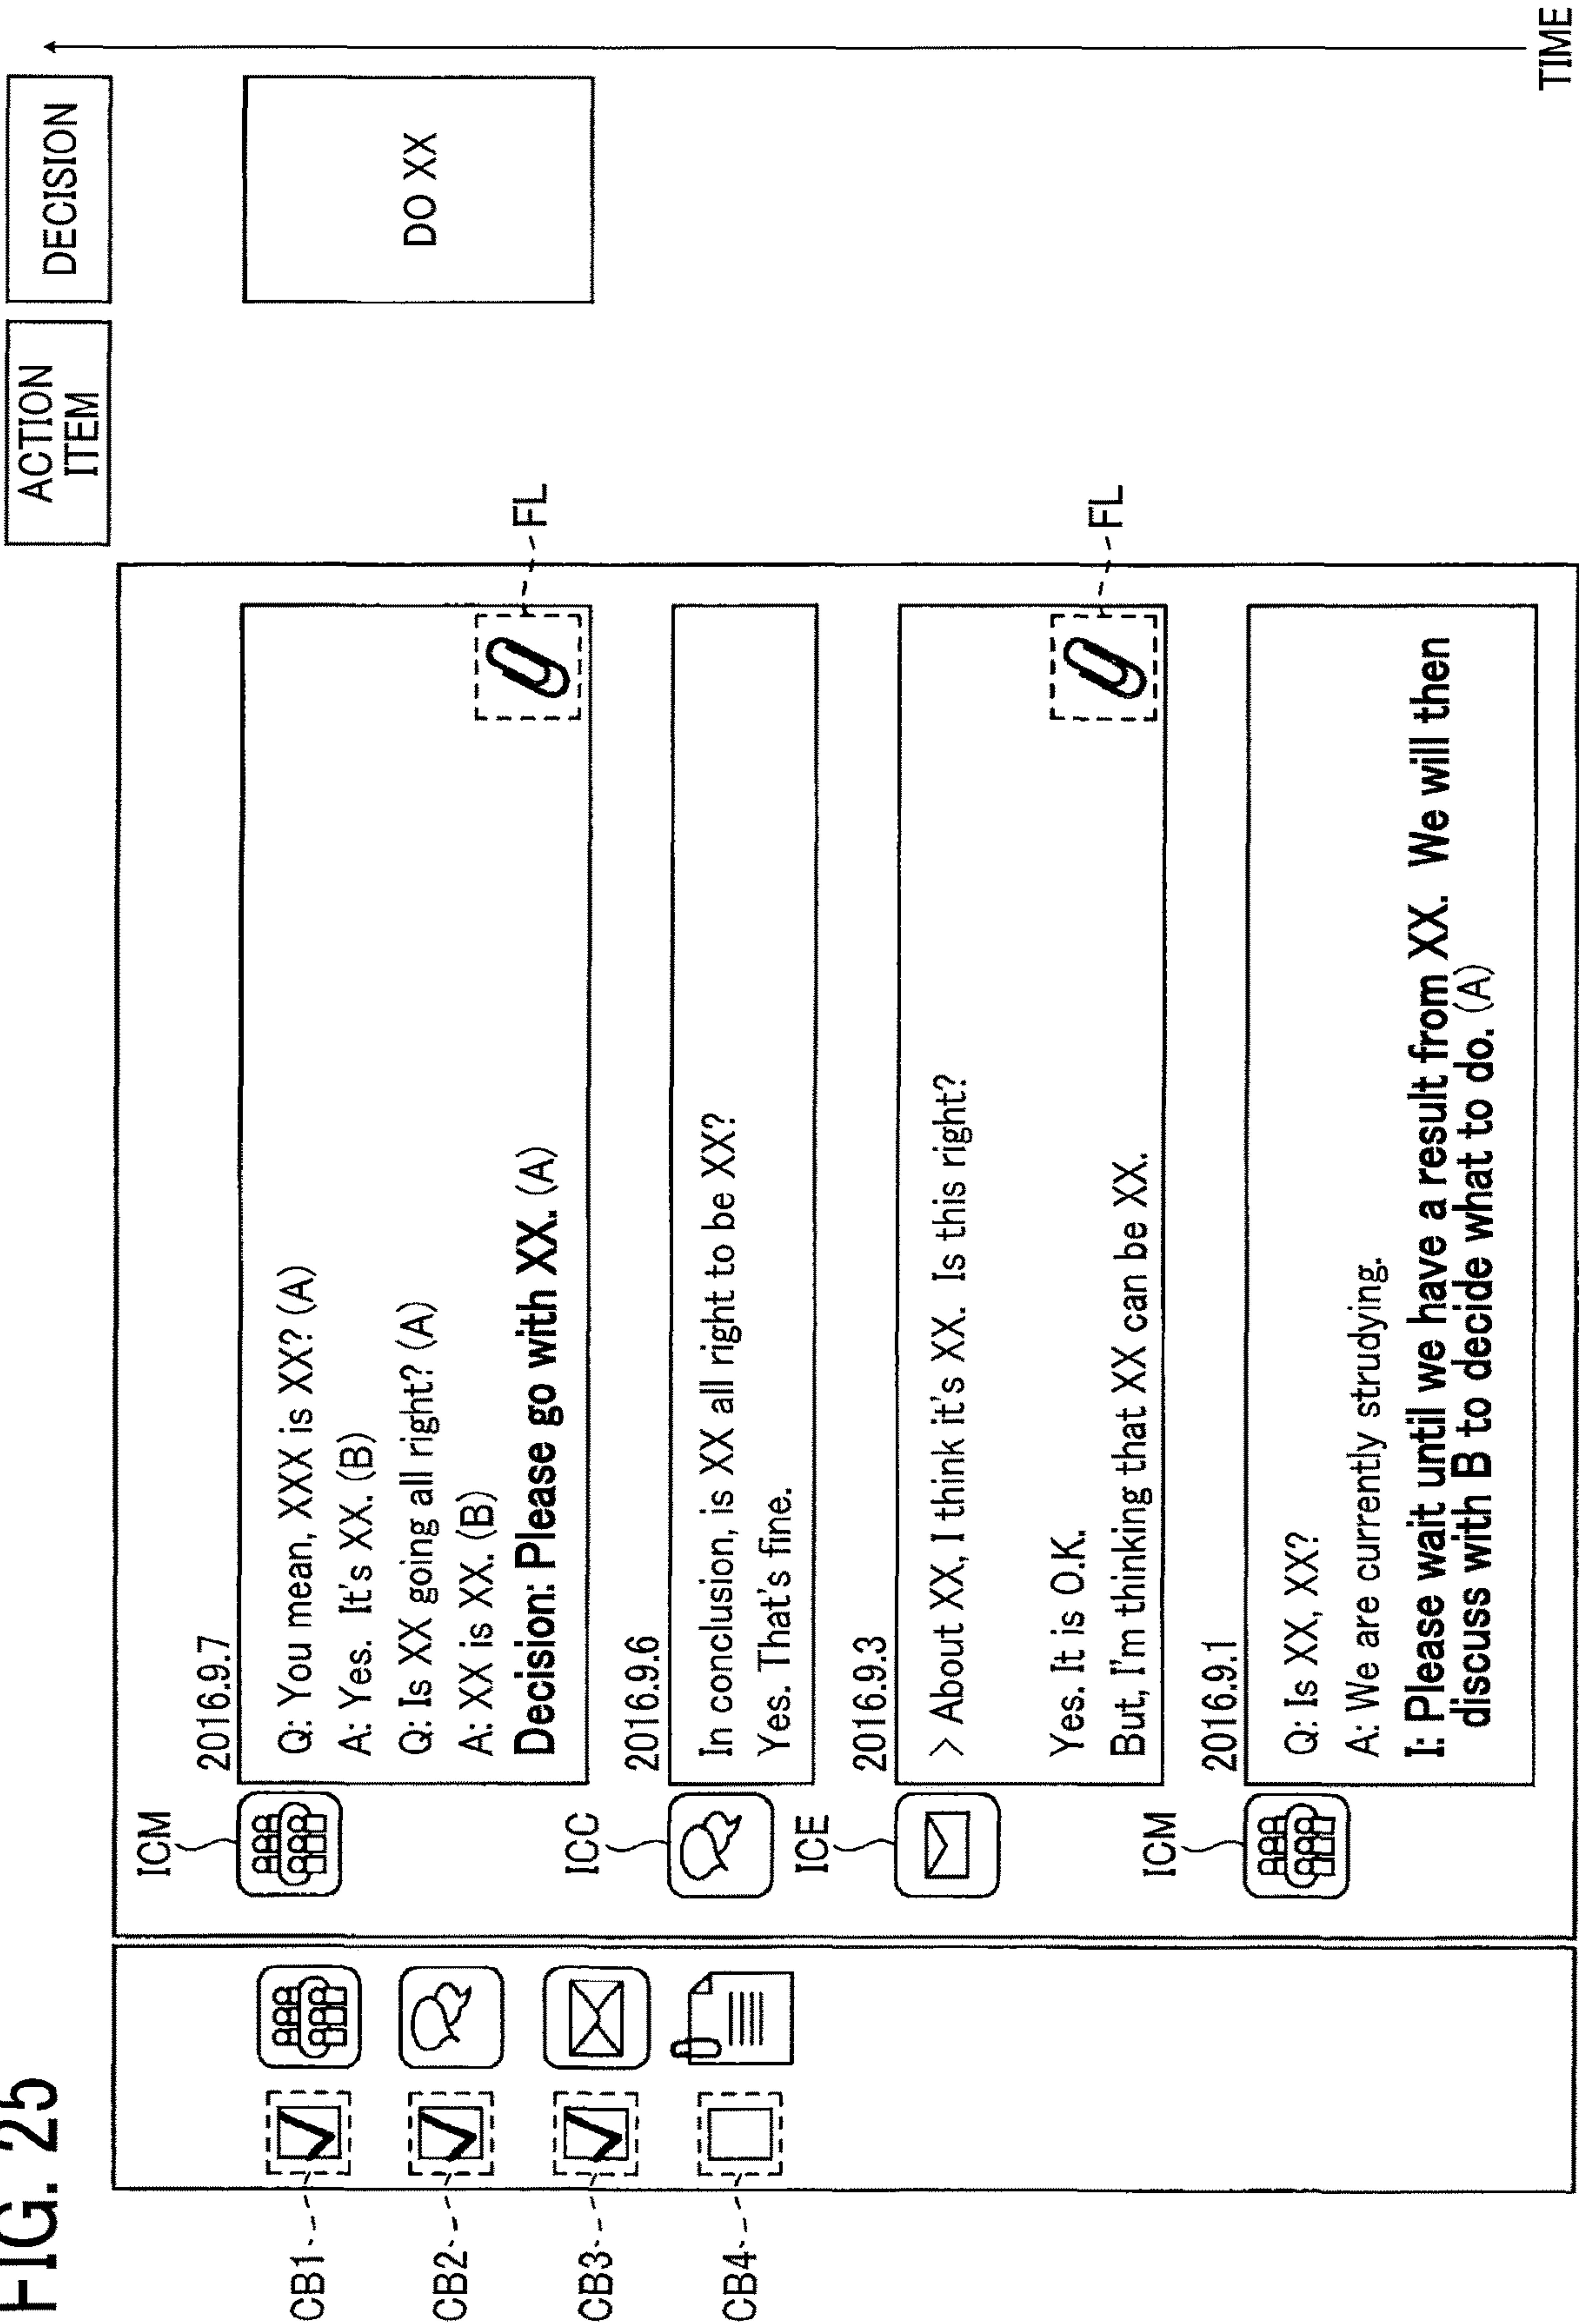 FIG. 25
ACTION
ITEM
DECISION
CB1
CB2
CB3
CB4
ICM
2016.9.7
Q: You mean, XXX is XX? (A)
A: Yes. It's XX. (B)
Q: Is XX going all right? (A)
A: XX is XX. (B)
Decision: Please go with XX. (A)
FL
DO XX
ICC
2016.9.6
In conclusion, is XX all right to be XX?
Yes. That's fine.
ICE
2016.9.3
> About XX, I think it's XX. Is this right?
Yes. It is O.K.
But, I'm thinking that XX can be XX.
FL
ICM
2016.9.1
Q: Is XX, XX?
A: We are currently strudying.
I: Please wait until we have a result from XX. We will then
discuss with B to decide what to do. (A)
TIME